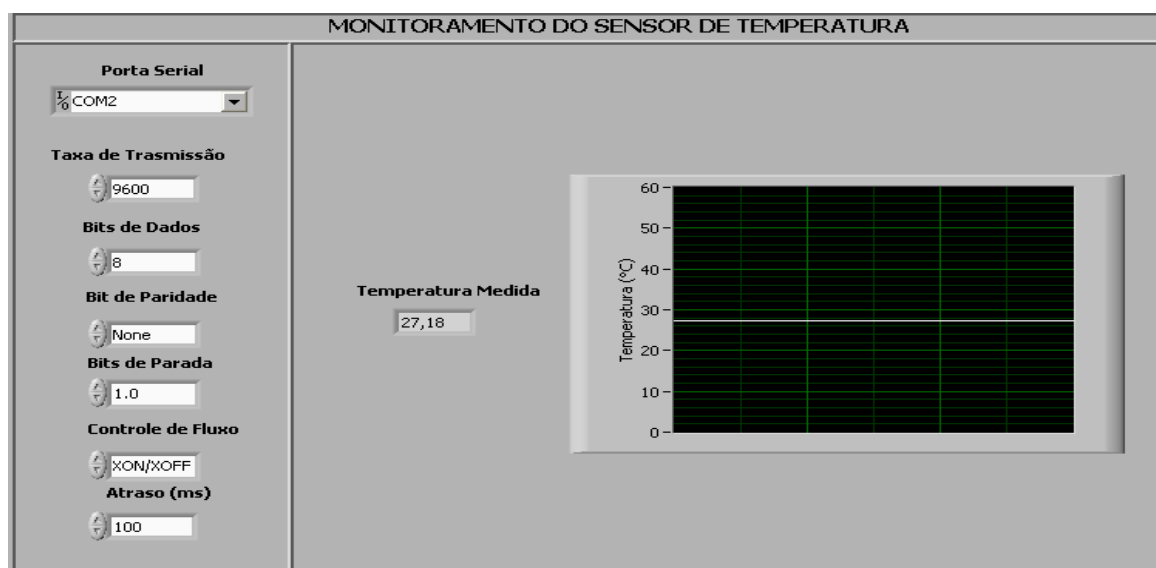 MONITORAMENTO DO SENSOR DE TEMPERATURA
Porta Serial
I/O COM2
Taxa de Trasmissão
9600
Bits de Dados
8
Bit de Paridade
None
Bits de Parada
1.0
Controle de Fluxo
XON/XOFF
Atraso (ms)
100
Temperatura Medida
27,18
Temperatura (°C)
60
50
40
30
20
10
0